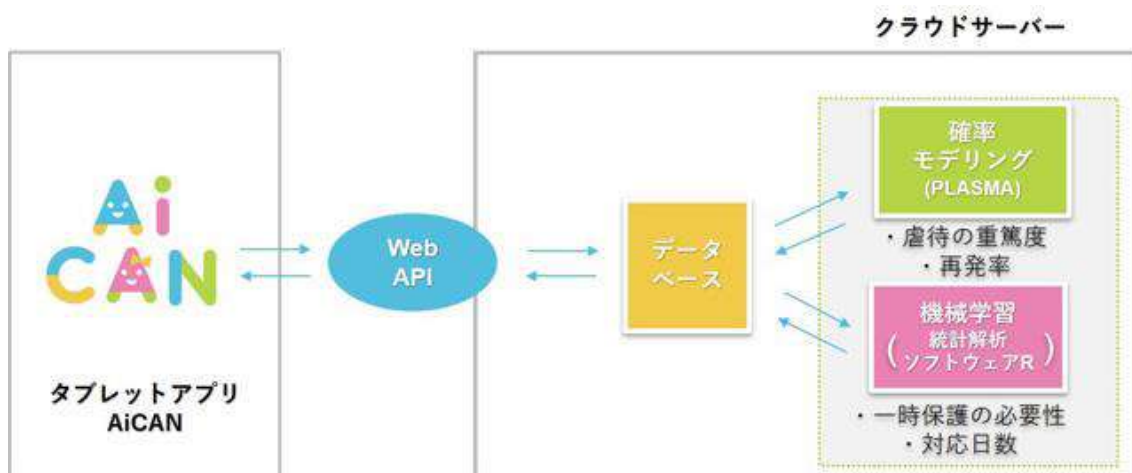 クラウドサーバー
Ai
CAN
タブレットアプリ
AiCAN
Web
API
データ
ベース
確率
モデリング
(PLASMA)
・虐待の重篤度
・再発率
機械学習
(統計解析
ソフトウェアR)
・一時保護の必要性
・対応日数